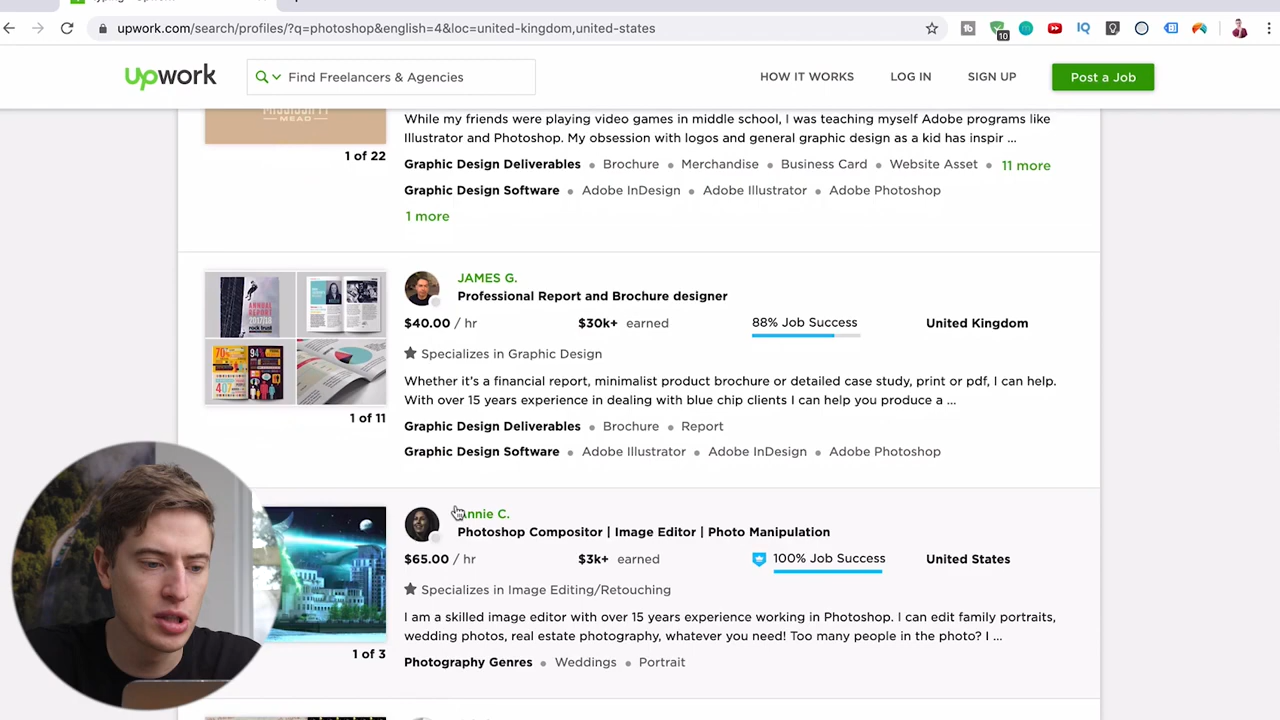 upwork.com/search/profiles/?q=photoshop&english=4&loc=united-kingdom,united-states
10
upwork
Find Freelancers & Agencies
HOW IT WORKS
LOG IN
SIGN UP
Post a Job
MEAD
1 of 22
While my friends were playing video games in middle school, I was teaching myself Adobe programs like
Illustrator and Photoshop. My obsession with logos and general graphic design as a kid has inspir ...
Graphic Design Deliverables • Brochure • Merchandise • Business Card • Website Asset • 11 more
Graphic Design Software • Adobe InDesign • Adobe Illustrator • Adobe Photoshop
1 more
JAMES G.
Professional Report and Brochure designer
$40.00 / hr
$30k+ earned
88% Job Success
United Kingdom
Specializes in Graphic Design
Whether it's a financial report, minimalist product brochure or detailed case study, print or pdf, I can help.
With over 15 years experience in dealing with blue chip clients I can help you produce a ...
1 of 11
Graphic Design Deliverables • Brochure • Report
Graphic Design Software • Adobe Illustrator • Adobe InDesign • Adobe Photoshop
nnie C.
Photoshop Compositor | Image Editor | Photo Manipulation
$65.00 / hr
$3k+ earned
100% Job Success
United States
Specializes in Image Editing/Retouching
I am a skilled image editor with over 15 years experience working in Photoshop. I can edit family portraits,
wedding photos, real estate photography, whatever you need! Too many people in the photo? I ...
1 of 3
Photography Genres • Weddings • Portrait